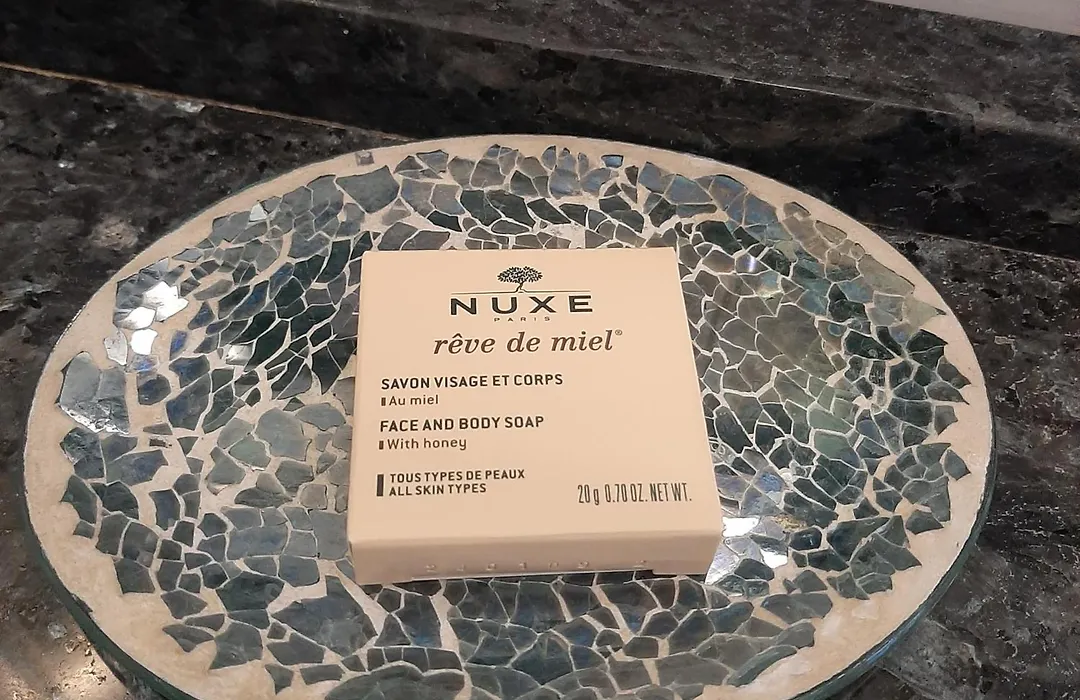 NUXE
PARIS
rêve de miel®
SAVON VISAGE ET CORPS
Au miel
FACE AND BODY SOAP
With honey
TOUS TYPES DE PEAUX
ALL SKIN TYPES
20 g 0.70 OZ. NET WT.